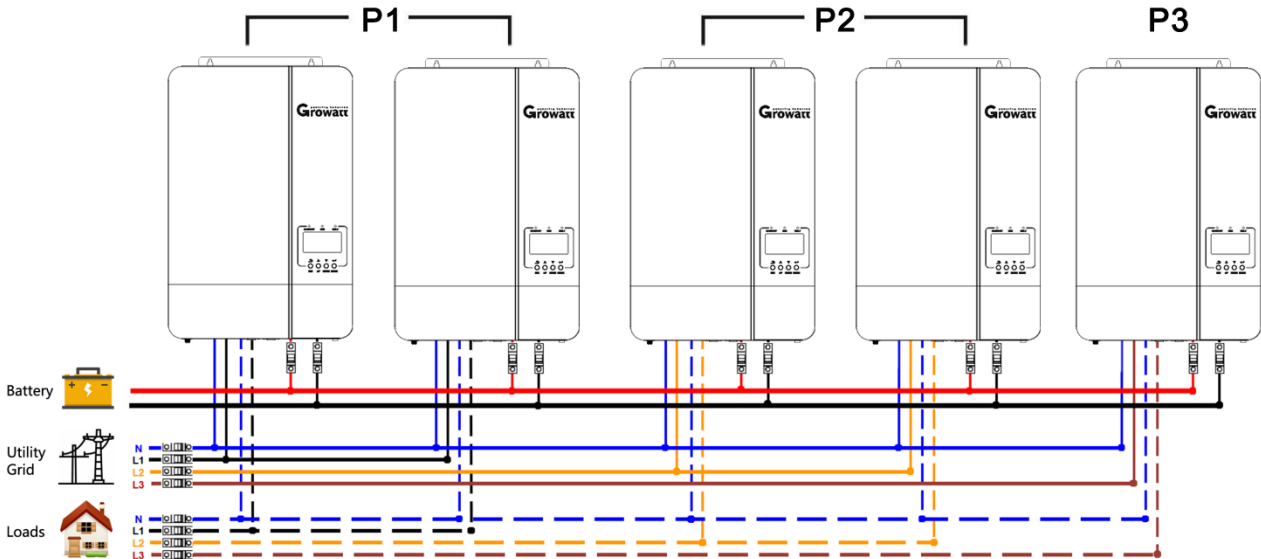 P1
P2
P3
Growatt
Growatt
Growatt
Growatt
Growatt
Battery
Utility
Grid
N
L1
L2
L3
Loads
N
L1
L2
L3